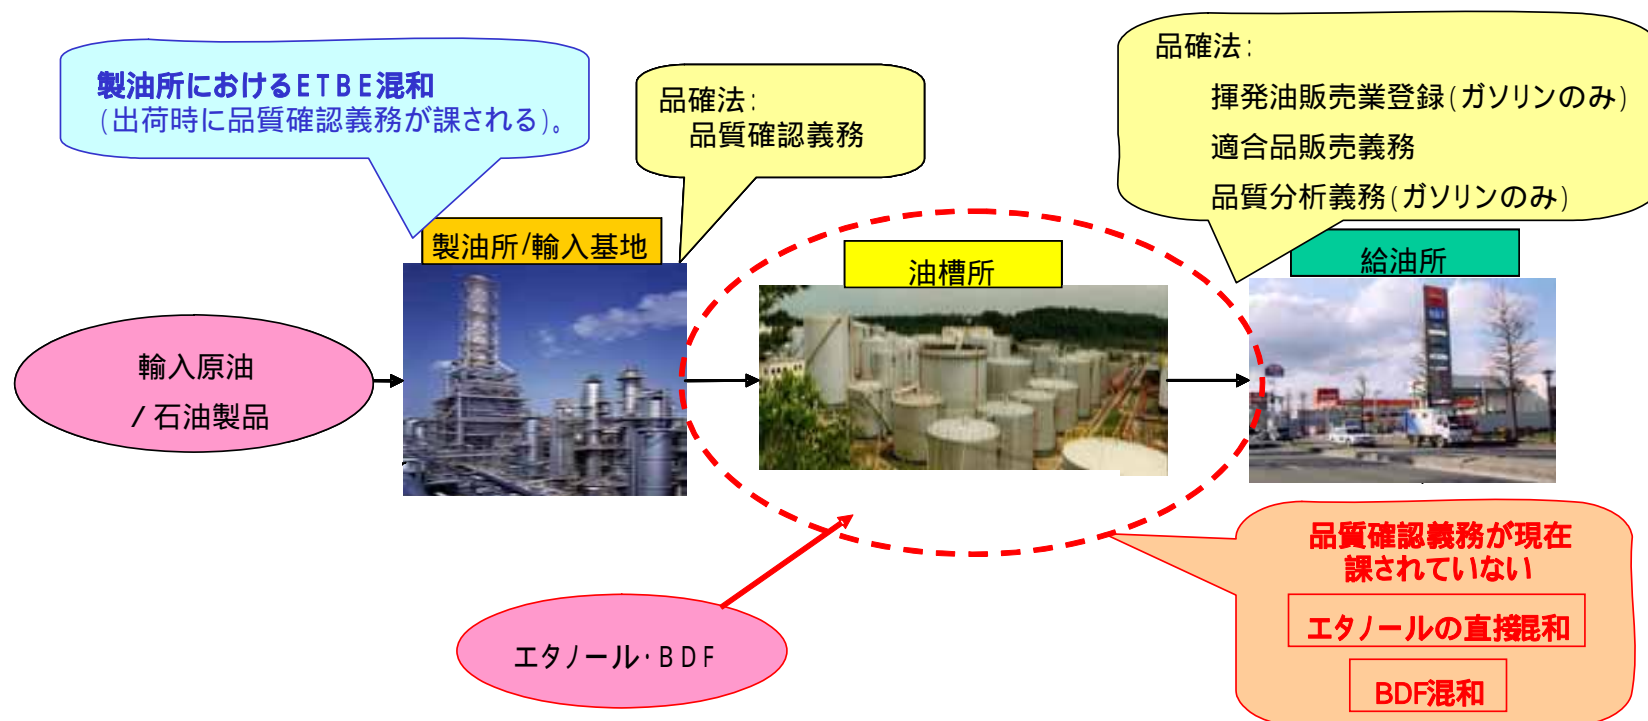 製油所におけるETBE混和
(出荷時に品質確認義務が課される)。
品確法:
品質確認義務
品確法:
揮発油販売業登録(ガソリンのみ)
適合品販売義務
品質分析義務(ガソリンのみ)
製油所/輸入基地
油槽所
給油所
輸入原油
/石油製品
エタノール・BDF
品質確認義務が現在
課されていない
エタノールの直接混和
BDF混和